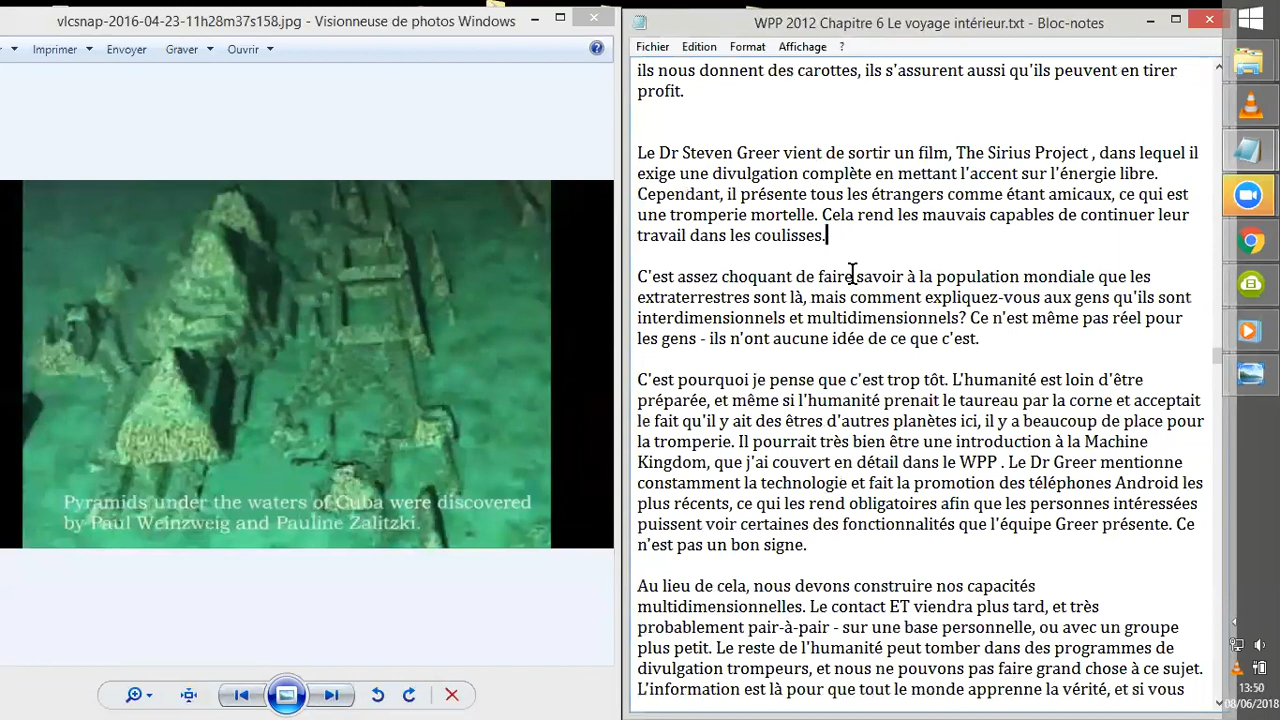 vlcsnap-2016-04-23-11h28m37s158.jpg - Visionneuse de photos Windows
Imprimer
Envoyer
Graver
Ouvrir
Pyramids under the waters of Cuba were discovered
by Paul Weinzweig and Pauline Zalitzki.
WPP 2012 Chapitre 6 Le voyage intérieur.txt - Bloc-notes
Fichier Edition Format Affichage ?
ils nous donnent des carottes, ils s'assurent aussi qu'ils peuvent en tirer
profit.
Le Dr Steven Greer vient de sortir un film, The Sirius Project , dans lequel il
exige une divulgation complète en mettant l'accent sur l'énergie libre.
Cependant, il présente tous les étrangers comme étant amicaux, ce qui est
une tromperie mortelle. Cela rend les mauvais capables de continuer leur
travail dans les coulisses.
C'est assez choquant de faire savoir à la population mondiale que les
extraterrestres sont là, mais comment expliquez-vous aux gens qu'ils sont
interdimensionnels et multidimensionnels? Ce n'est même pas réel pour
les gens - ils n'ont aucune idée de ce que c'est.
C'est pourquoi je pense que c'est trop tôt. L'humanité est loin d'être
préparée, et même si l'humanité prenait le taureau par la corne et acceptait
le fait qu'il y ait des êtres d'autres planètes ici, il y a beaucoup de place pour
la tromperie. Il pourrait très bien être une introduction à la Machine
Kingdom, que j'ai couvert en détail dans le WPP . Le Dr Greer mentionne
constamment la technologie et fait la promotion des téléphones Android les
plus récents, ce qui les rend obligatoires afin que les personnes intéressées
puissent voir certaines des fonctionnalités que l'équipe Greer présente. Ce
n'est pas un bon signe.
Au lieu de cela, nous devons construire nos capacités
multidimensionnelles. Le contact ET viendra plus tard, et très
probablement pair-à-pair - sur une base personnelle, ou avec un groupe
plus petit. Le reste de l'humanité peut tomber dans des programmes de
divulgation trompeurs, et nous ne pouvons pas faire grand chose à ce sujet.
L'information est là pour que tout le monde apprenne la vérité, et si vous
13:50
08/06/2018